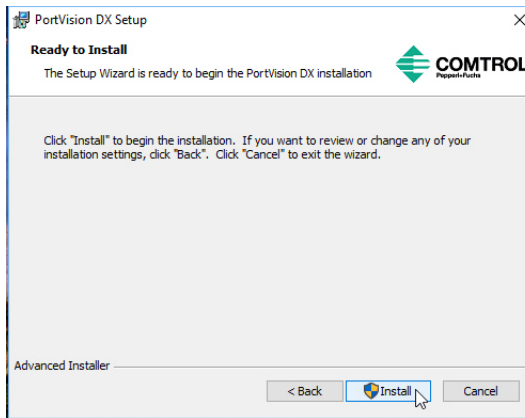 PortVision DX Setup
Ready to Install
The Setup Wizard is ready to begin the PortVision DX installation
COMTROL
Pepperl+Fuchs
Click "Install" to begin the installation. If you want to review or change any of your
installation settings, click "Back". Click "Cancel" to exit the wizard.
Advanced Installer
< Back
Install
Cancel